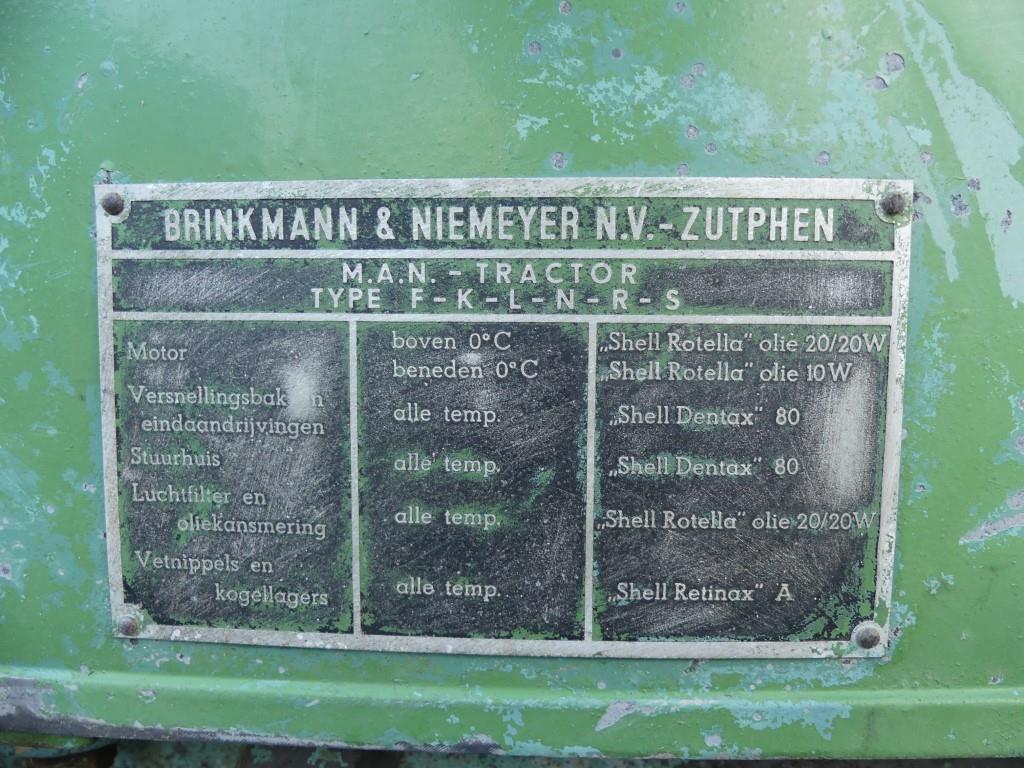 BRINKMANN & NIEMEYER N.V.-ZUTPHEN
M.A.N. - TRACTOR
TYPE F-K-L-N-R-S
Motor
boven 0°C
„Shell Rotella" olie 20/20W
beneden 0°C
„Shell Rotella" olie 10W
Versnellingsbak
eindaandrijvingen
alle temp.
„Shell Dentax" 80
Stuurhuis
alle temp.
„Shell Dentax" 80
Luchtfilter en
oliekansmering
alle temp.
„Shell Rotella" olie 20/20W
Vetnippels en
kogellagers
alle temp.
„Shell Retinax" A